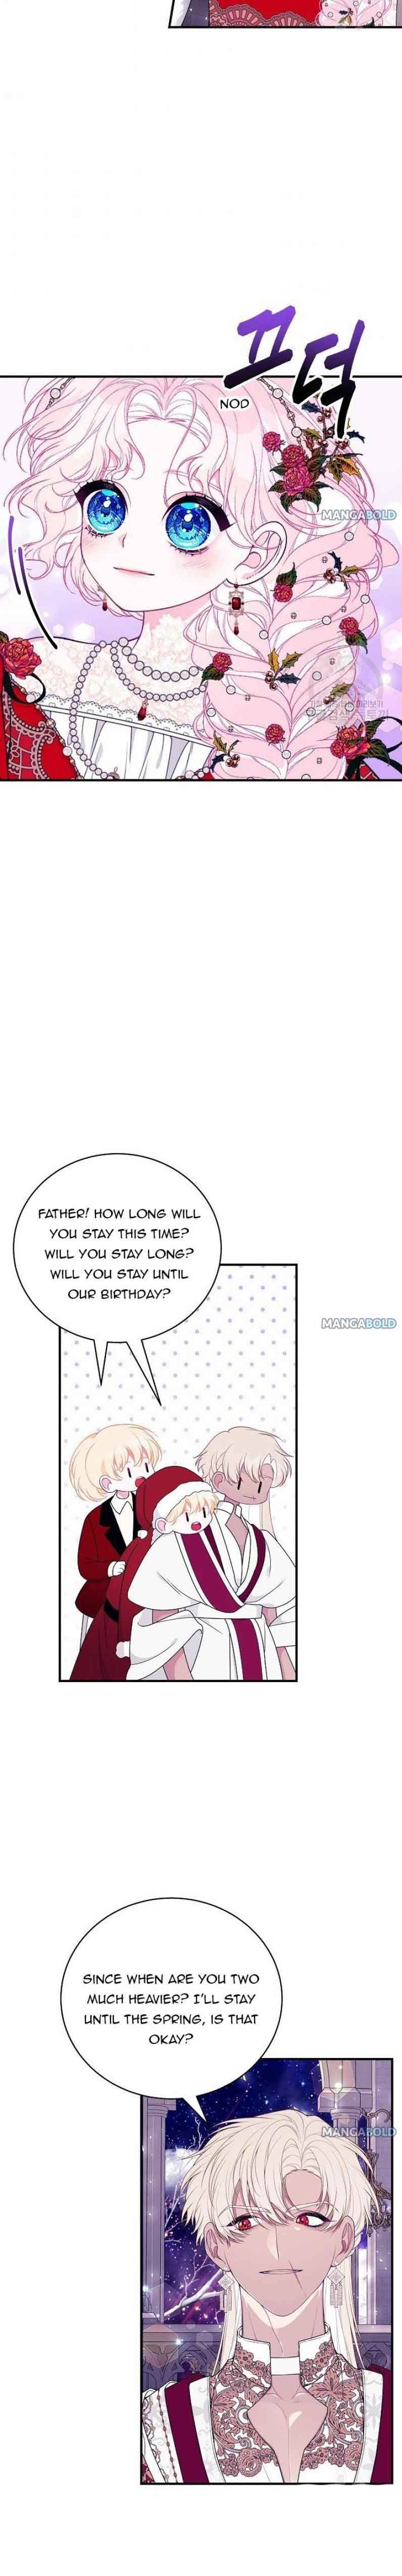 끄덕
NOD
MANGABOLD
FATHER! HOW LONG WILL
YOU STAY THIS TIME?
WILL YOU STAY LONG?
WILL YOU STAY UNTIL
OUR BIRTHDAY?
MANGABOLD
SINCE WHEN ARE YOU TWO
MUCH HEAVIER? I'LL STAY
UNTIL THE SPRING, IS THAT
OKAY?
MANGABOLD